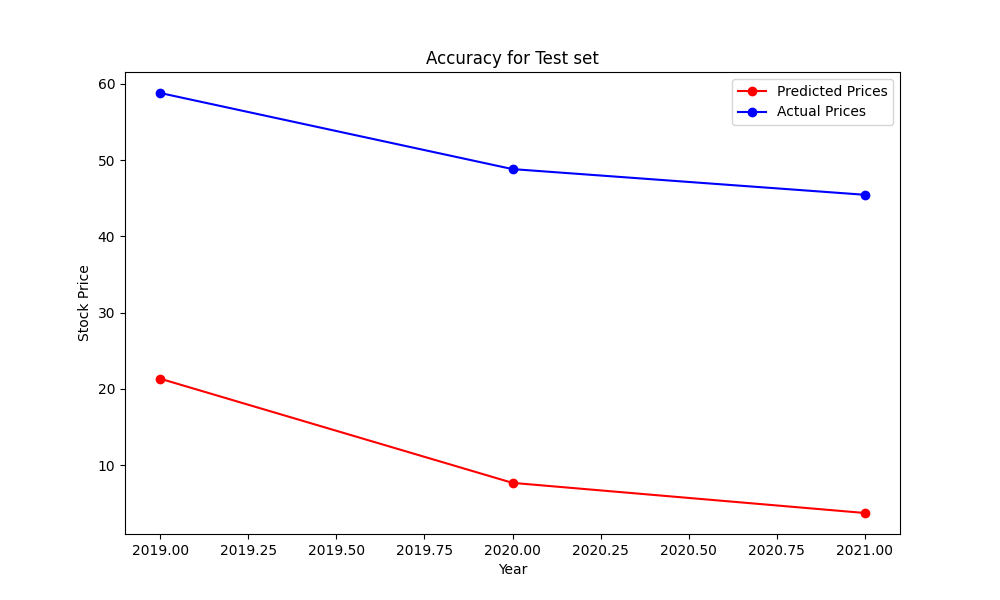 Accuracy for Test set
Predicted Prices
Actual Prices
60
50
40
30
20
10
Stock Price
2019.00 2019.25 2019.50 2019.75 2020.00 2020.25 2020.50 2020.75 2021.00
Year